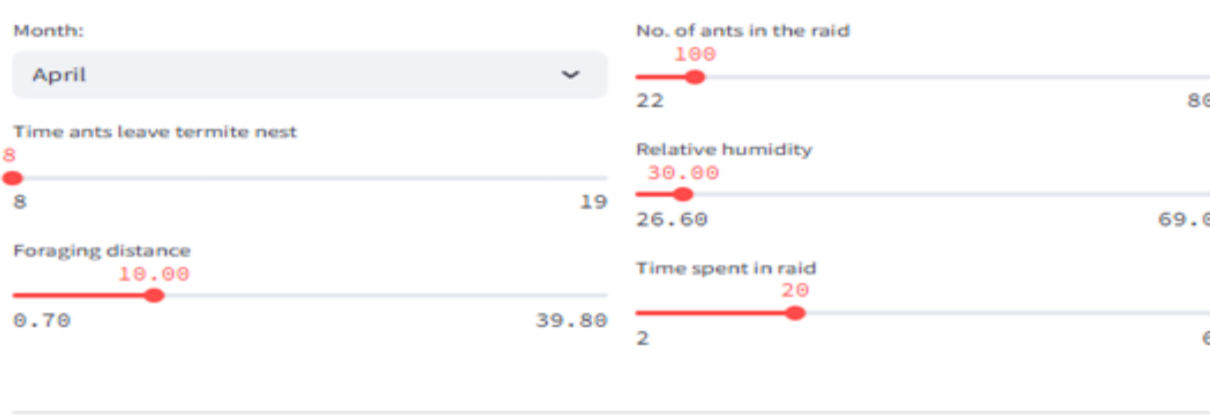 Month:
April
Time ants leave termite nest
8
8 19
Foraging distance
10.00
0.70 39.80
No. of ants in the raid
100
22
Relative humidity
30.00
26.60
Time spent in raid
20
2